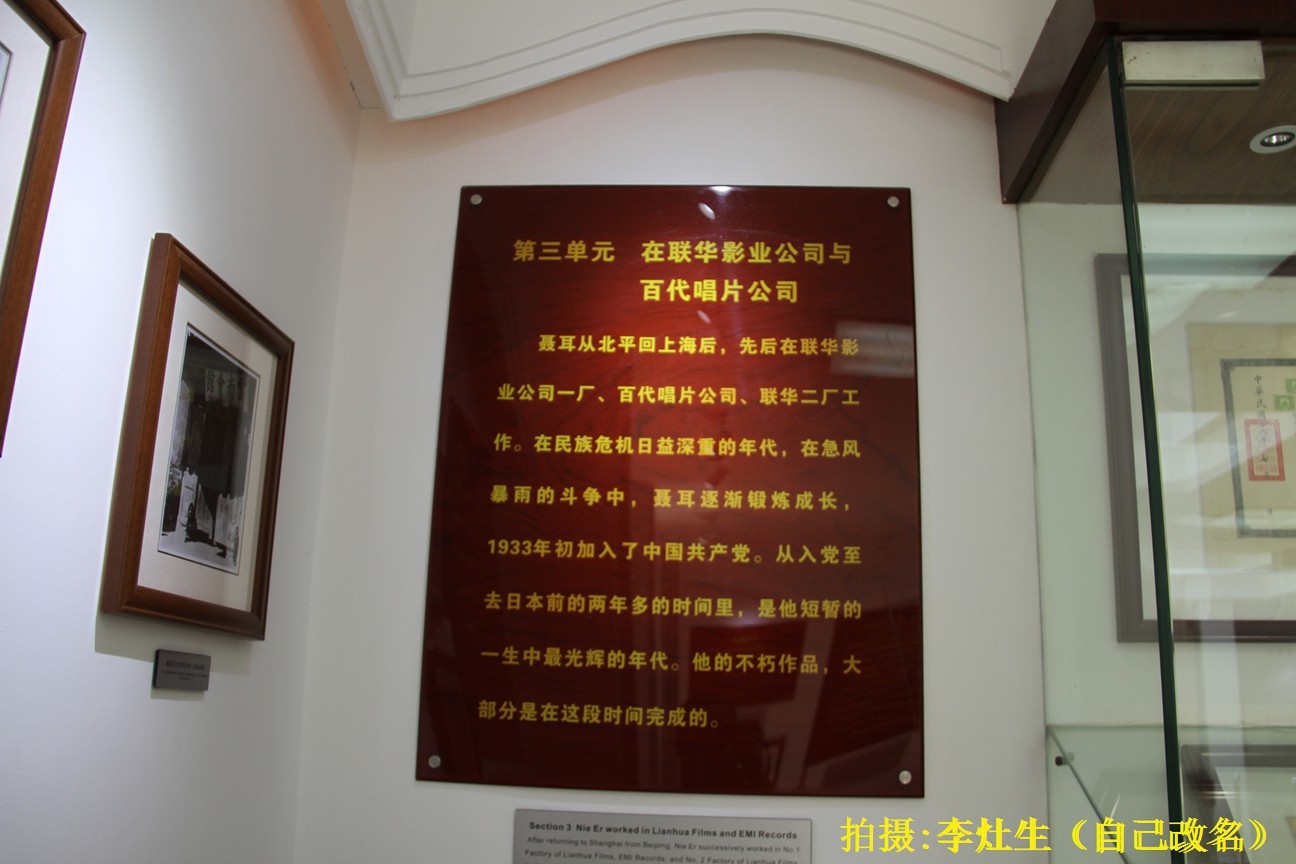 第三单元 在联华影业公司与
百代唱片公司
聂耳从北平回上海后，先后在联华影
业公司一厂、百代唱片公司、联华二厂工
作。在民族危机日益深重的年代，在急风
暴雨的斗争中，聂耳逐渐锻炼成长，
1933年初加入了中国共产党。从入党至
去日本前的两年多的时间里，是他短暂的
一生中最光辉的年代。他的不朽作品，大
部分是在这段时间完成的。
Section 3 Nie Er worked in Lianhua Films and EMI Records
After returning to Shanghai from Beiping, Nie Er successively worked in No 1
Factory of Lianhua Films, EMI Records, and No. 2 Factory of Lianhua Films
拍摄:李灶生（自己改名）